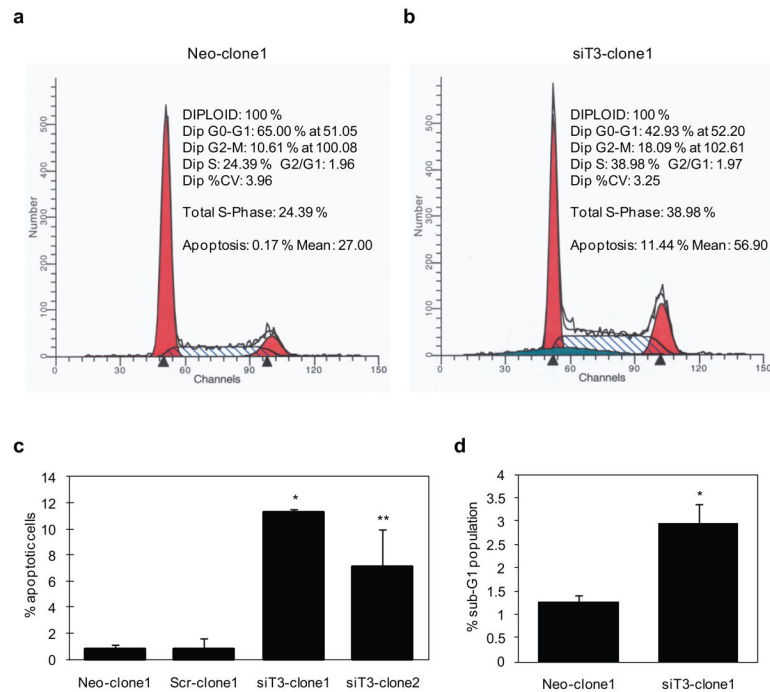 a
Neo-clone1
Number
500
400
300
200
100
0
DIPLOID: 100 %
Dip G0-G1: 65.00 % at 51.05
Dip G2-M: 10.61 % at 100.08
Dip S: 24.39 % G2/G1: 1.96
Dip %CV: 3.96
Total S-Phase: 24.39 %
Apoptosis: 0.17 % Mean: 27.00
0 30 60 90 120 150
Channels
b
siT3-clone1
Number
500
400
300
200
100
0
DIPLOID: 100 %
Dip G0-G1: 42.93 % at 52.20
Dip G2-M: 18.09 % at 102.61
Dip S: 38.98 % G2/G1: 1.97
Dip %CV: 3.25
Total S-Phase: 38.98 %
Apoptosis: 11.44 % Mean: 56.90
0 30 60 90 120 150
Channels
c
% apoptotic cells
14
12
10
8
6
4
2
0
*
**
Neo-clone1 Scr-clone1 siT3-clone1 siT3-clone2
d
% sub-G1 population
4
3.5
3
2.5
2
1.5
1
0.5
0
*
Neo-clone1 siT3-clone1